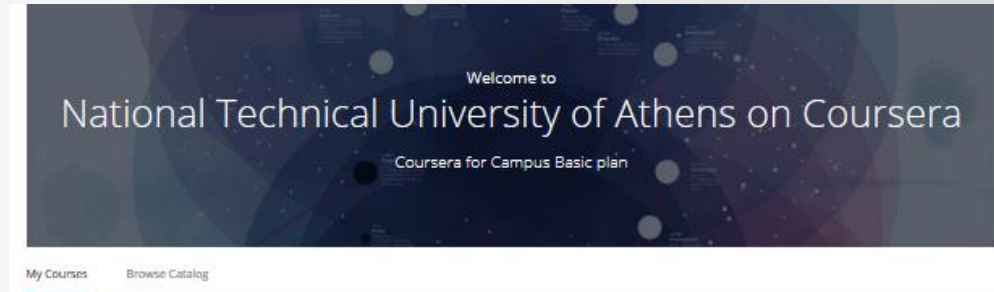 Welcome to
National Technical University of Athens on Coursera
Coursera for Campus Basic plan
My Courses Browse Catalog